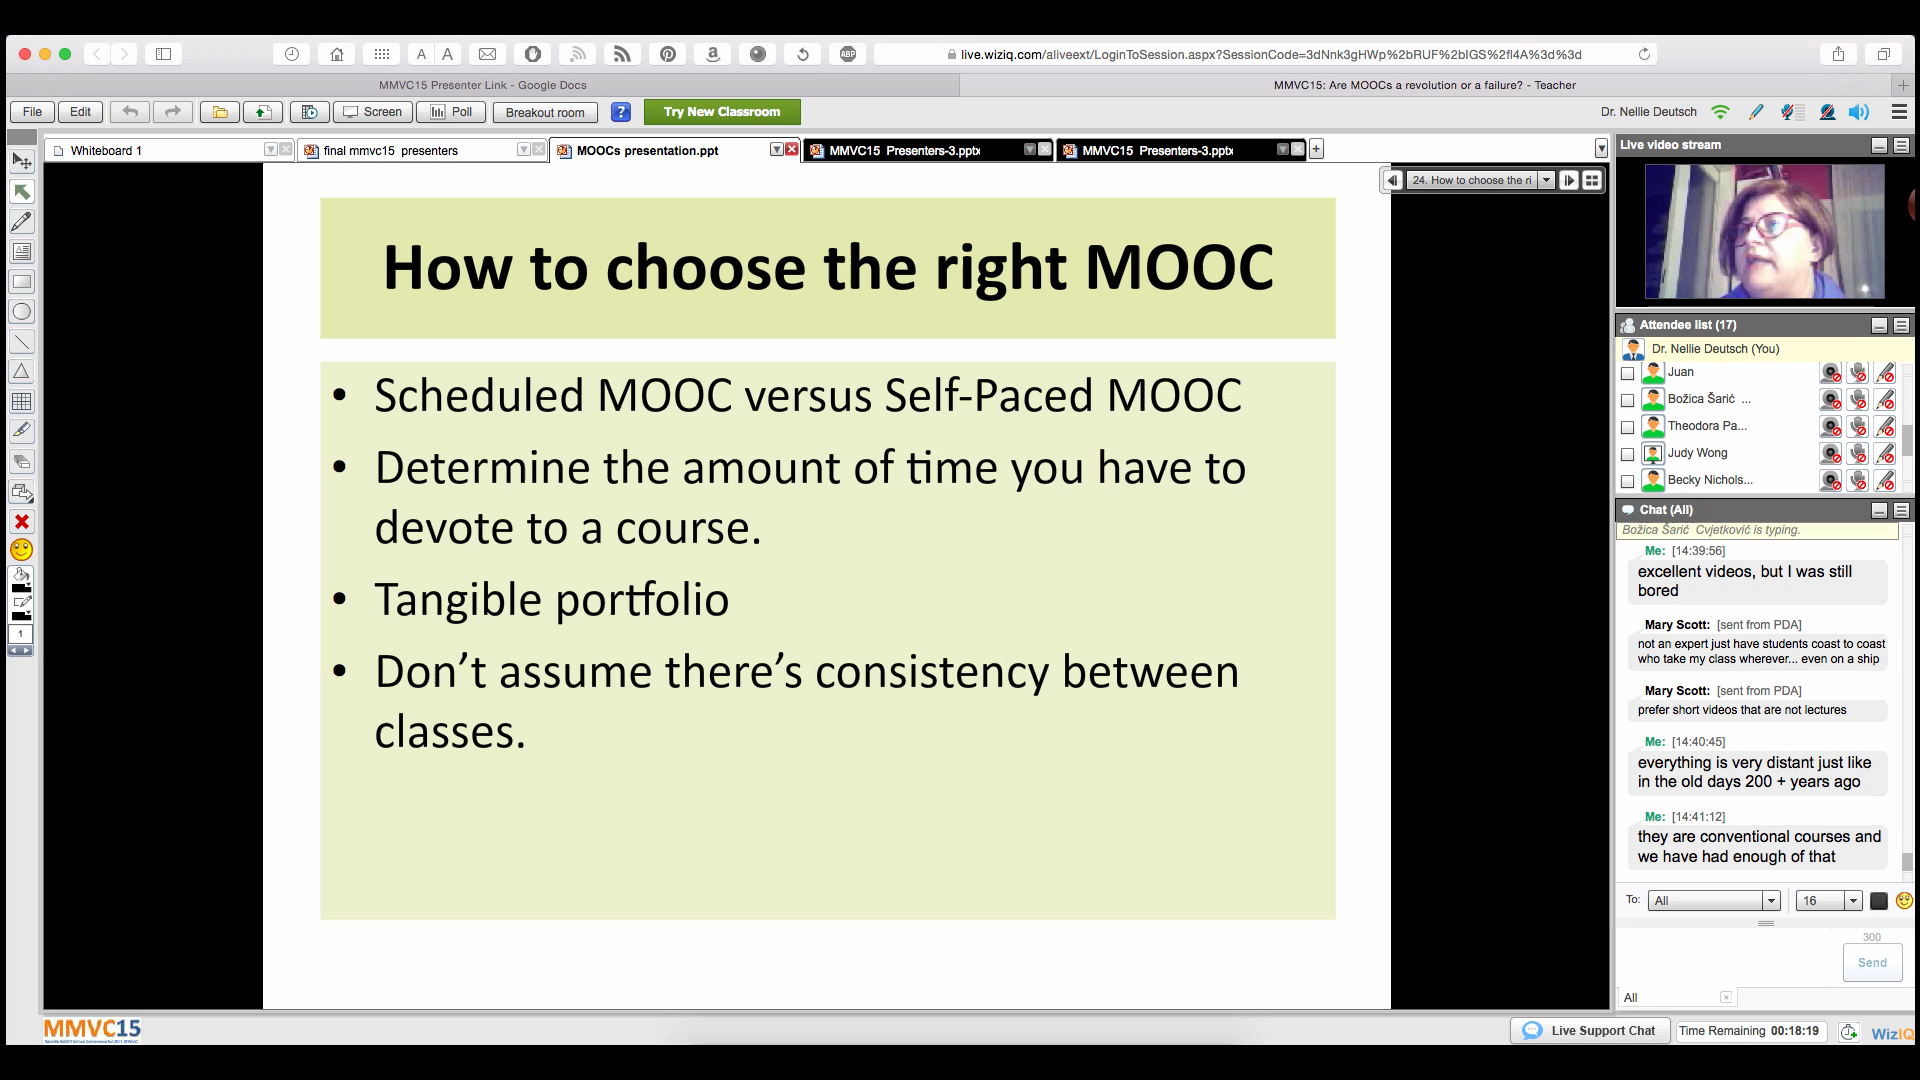 live.wiziq.com/aliveext/LoginToSession.aspx?SessionCode=3dNnk3gHWp%2bRUF%2bIGS%2fl4A%3d%3d
MMVC15 Presenter Link - Google Docs
MMVC15: Are MOOCs a revolution or a failure? - Teacher
File
Edit
Screen
Poll
Breakout room
?
Try New Classroom
Dr. Nellie Deutsch
Whiteboard 1
final mmvc15 presenters
MOOCs presentation.ppt
MMVC15 Presenters-3.pptx
MMVC15 Presenters-3.pptx
24. How to choose the ri
How to choose the right MOOC
• Scheduled MOOC versus Self-Paced MOOC
• Determine the amount of time you have to
devote to a course.
• Tangible portfolio
• Don’t assume there’s consistency between
classes.
1
Live video stream
Attendee list (17)
Dr. Nellie Deutsch (You)
Juan
Božica Šarić ...
Theodora Pa...
Judy Wong
Becky Nichols...
Chat (All)
Božica Šarić Cvjetković is typing.
Me: [14:39:56]
excellent videos, but I was still
bored
Mary Scott: [sent from PDA]
not an expert just have students coast to coast
who take my class wherever... even on a ship
Mary Scott: [sent from PDA]
prefer short videos that are not lectures
Me: [14:40:45]
everything is very distant just like
in the old days 200 + years ago
Me: [14:41:12]
they are conventional courses and
we have had enough of that
To: All 16
300
Send
All
MMVC15
Live Support Chat
Time Remaining 00:18:19
WizIQ
A A
ABP